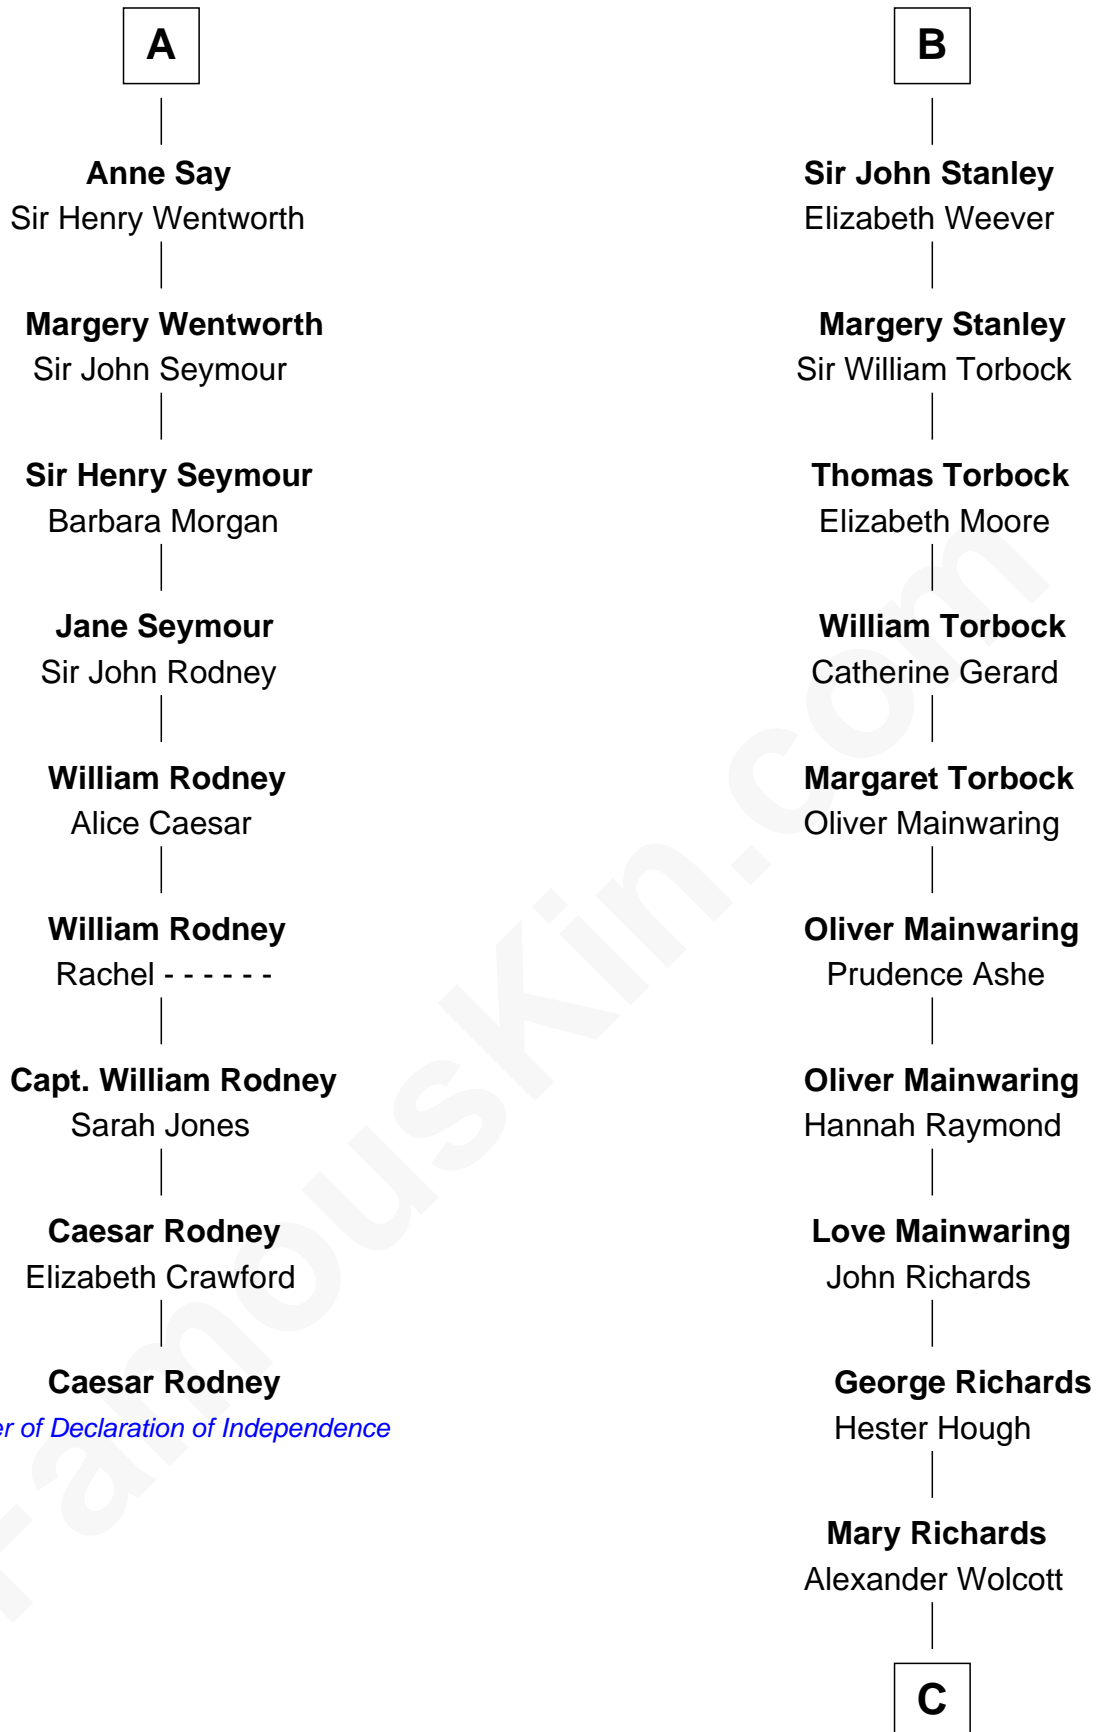 A
Anne Say
Sir Henry Wentworth
Margery Wentworth
Sir John Seymour
Sir Henry Seymour
Barbara Morgan
Jane Seymour
Sir John Rodney
William Rodney
Alice Caesar
William Rodney
Rachel - - - - - -
Capt. William Rodney
Sarah Jones
Caesar Rodney
Elizabeth Crawford
Caesar Rodney
er of Declaration of Independence
B
Sir John Stanley
Elizabeth Weever
Margery Stanley
Sir William Torbock
Thomas Torbock
Elizabeth Moore
William Torbock
Catherine Gerard
Margaret Torbock
Oliver Mainwaring
Oliver Mainwaring
Prudence Ashe
Oliver Mainwaring
Hannah Raymond
Love Mainwaring
John Richards
George Richards
Hester Hough
Mary Richards
Alexander Wolcott
C
FamousKin.com